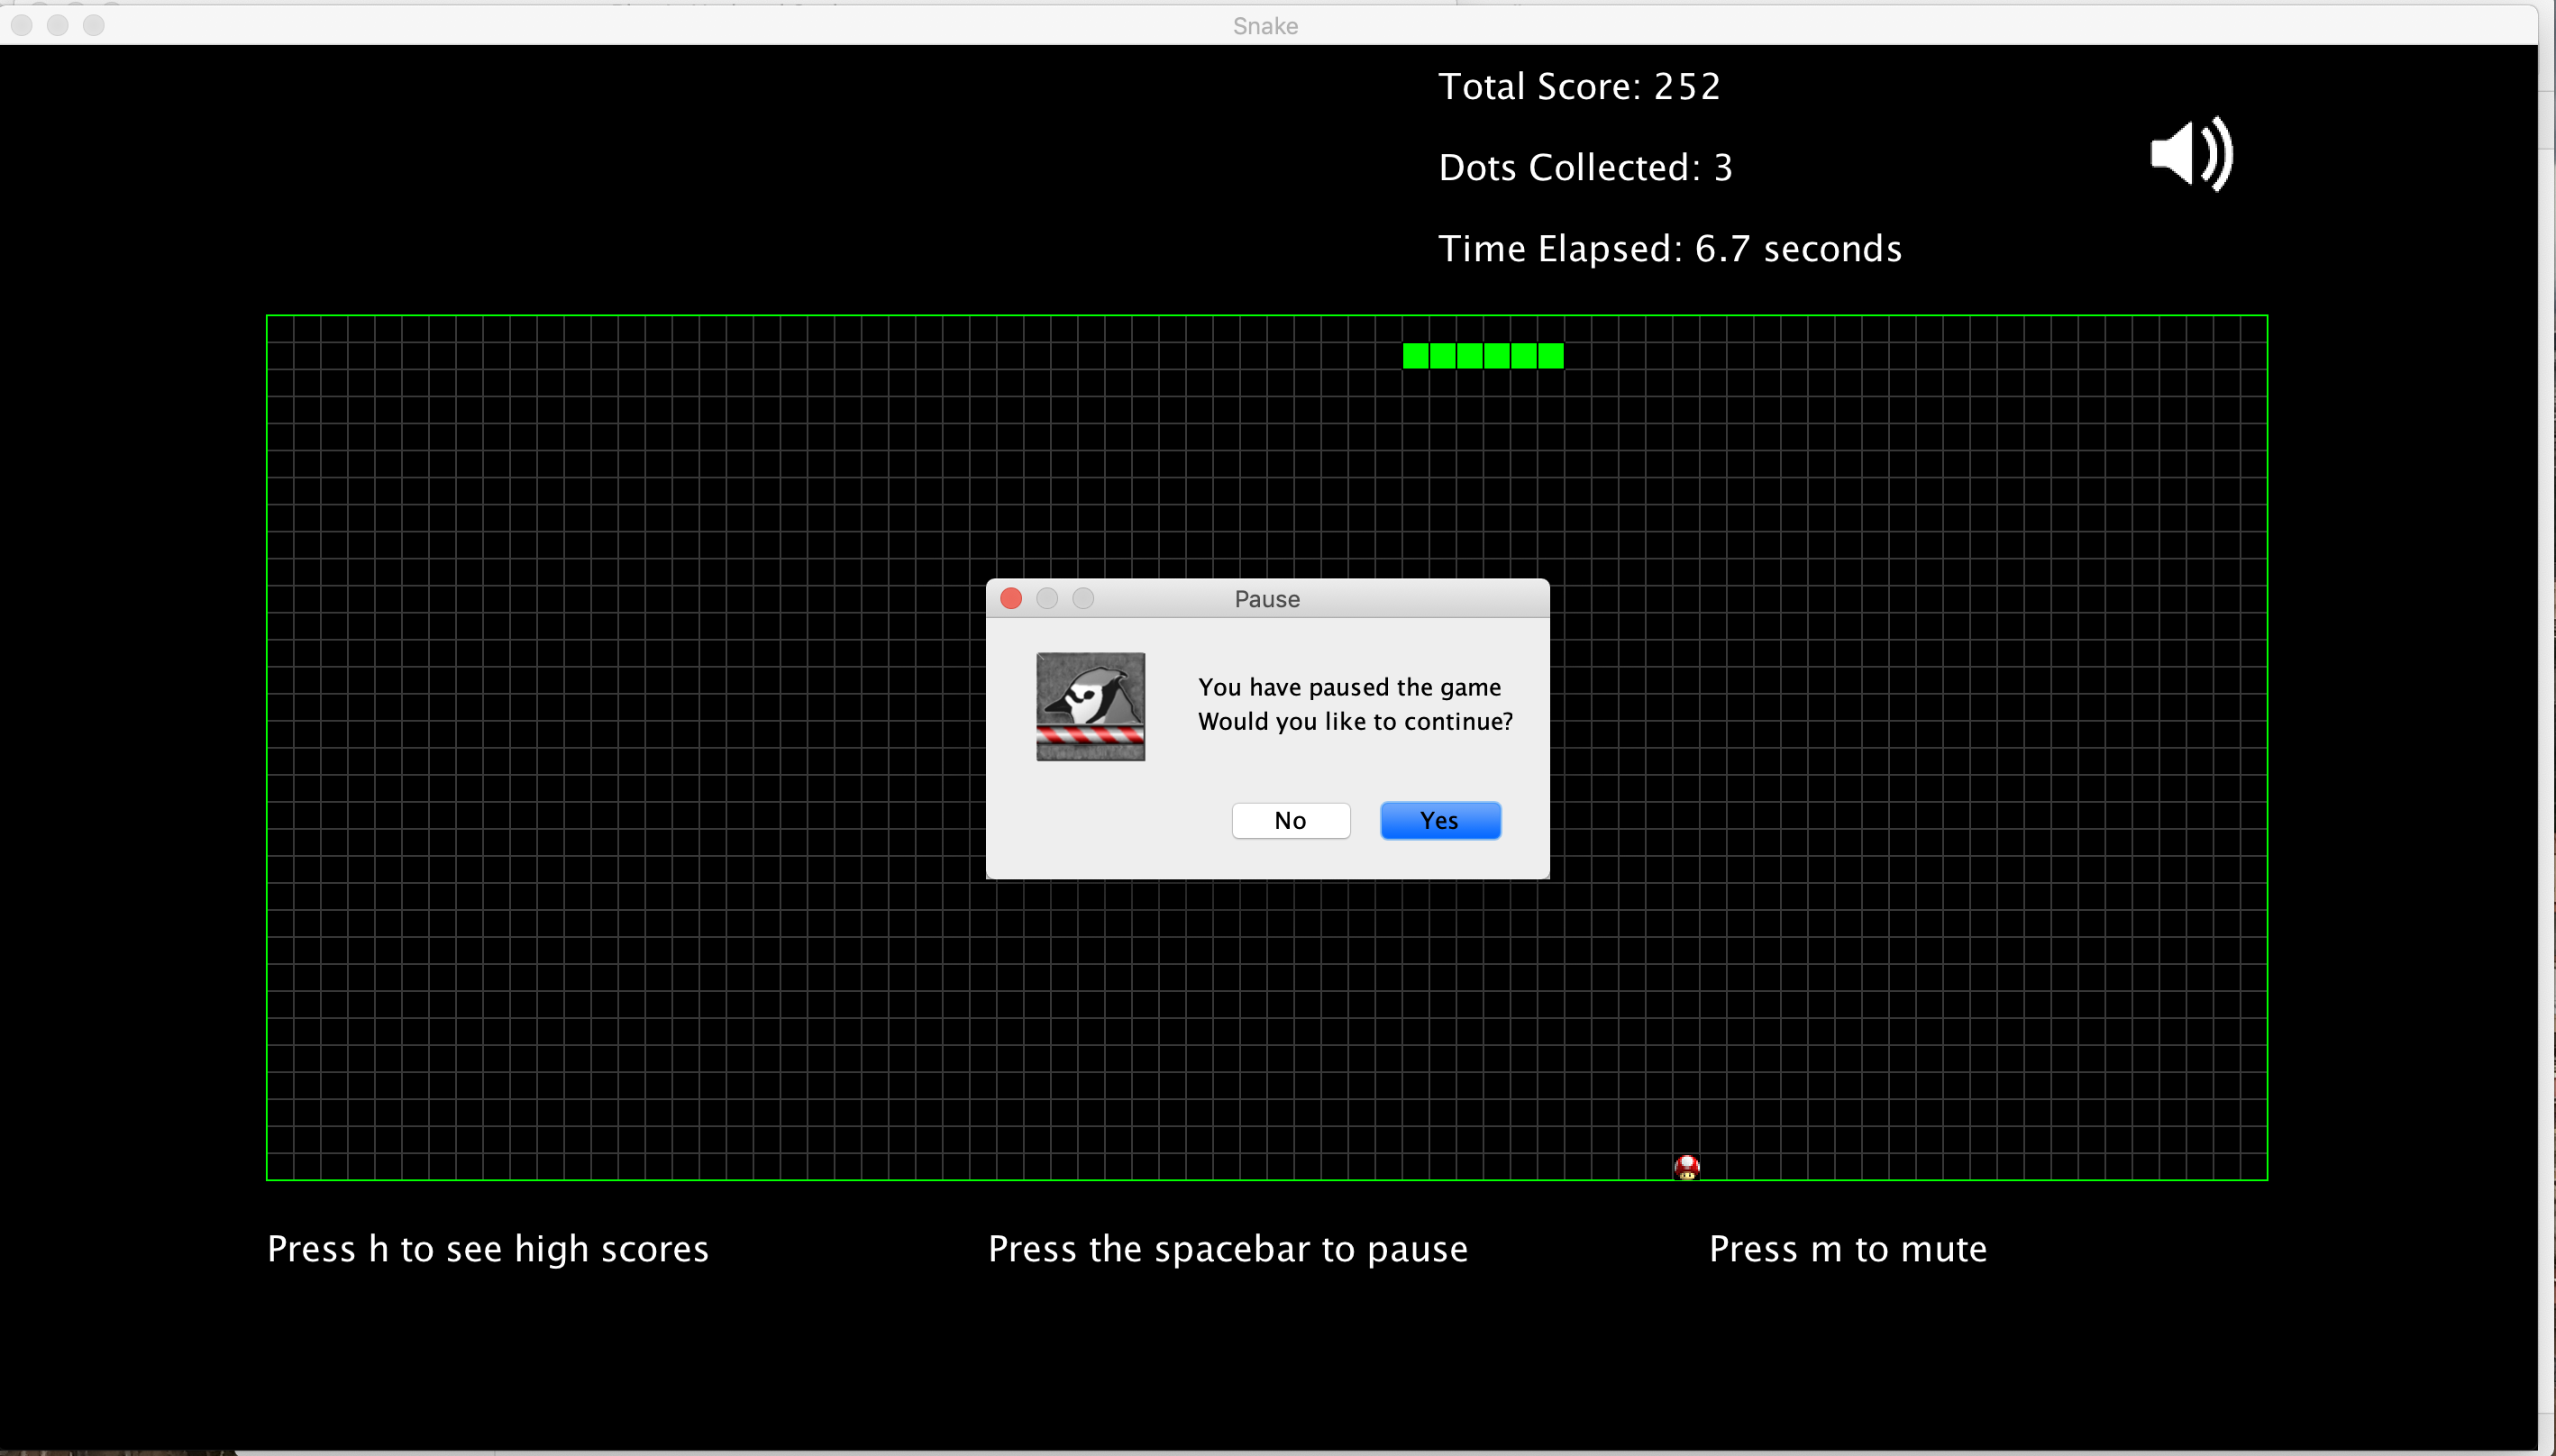 Snake
Total Score: 252
Dots Collected: 3
Time Elapsed: 6.7 seconds
Pause
You have paused the game
Would you like to continue?
No Yes
Press h to see high scores Press the spacebar to pause Press m to mute